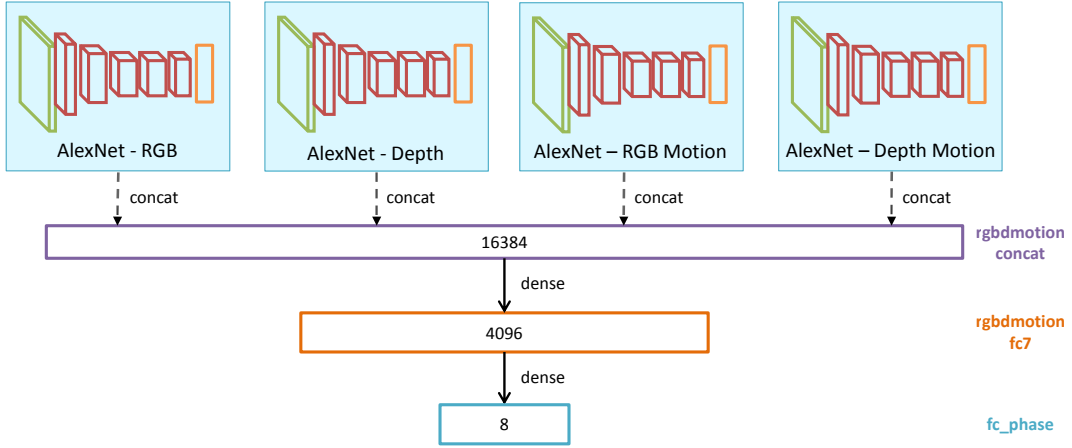 AlexNet - RGB
AlexNet - Depth
AlexNet – RGB Motion
AlexNet – Depth Motion
concat
concat
concat
concat
16384
rgbdmotion
concat
dense
4096
rgbdmotion
fc7
dense
8
fc_phase